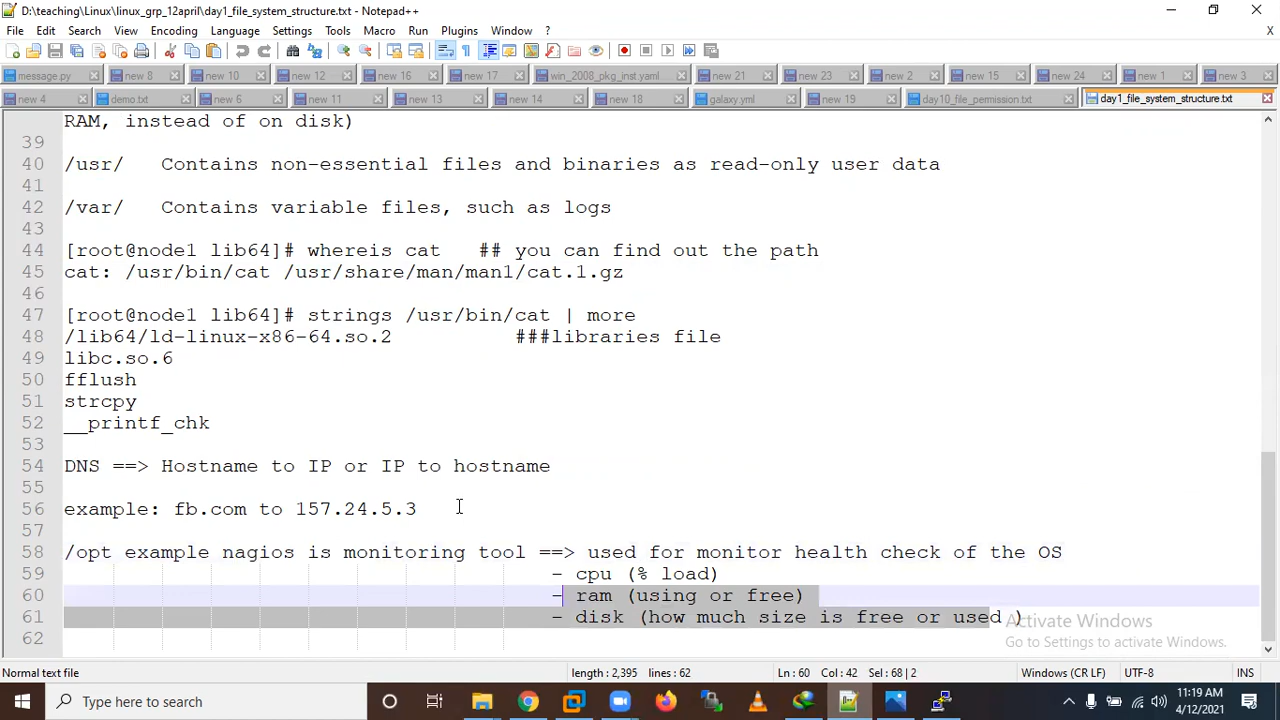 D:\teaching\Linux\linux_grp_12april\day1_file_system_structure.txt - Notepad++
File Edit Search View Encoding Language Settings Tools Macro Run Plugins Window ? X
message.py new 8 new 10 new 12 new 16 new 17 win_2008_pkg_inst.yaml new 21 new 23 new 2 new 15 new 24 new 1 new 3
new 4 demo.txt new 6 new 11 new 13 new 14 new 18 galaxy.yml new 19 day10_file_permission.txt day1_file_system_structure.txt
RAM, instead of on disk)
39
40 /usr/ Contains non-essential files and binaries as read-only user data
41
42 /var/ Contains variable files, such as logs
43
44 [root@node1 lib64]# whereis cat ## you can find out the path
45 cat: /usr/bin/cat /usr/share/man/man1/cat.1.gz
46
47 [root@node1 lib64]# strings /usr/bin/cat | more
48 /lib64/ld-linux-x86-64.so.2 ###libraries file
49 libc.so.6
50 fflush
51 strcpy
52 __printf_chk
53
54 DNS ==> Hostname to IP or IP to hostname
55
56 example: fb.com to 157.24.5.3
57
58 /opt example nagios is monitoring tool ==> used for monitor health check of the OS
59 - cpu (% load)
60 - ram (using or free)
61 - disk (how much size is free or used )
62
Activate Windows
Go to Settings to activate Windows.
Normal text file length : 2,395 lines : 62 Ln : 60 Col : 42 Sel : 68 | 2 Windows (CR LF) UTF-8 INS
Type here to search
11:19 AM
4/12/2021